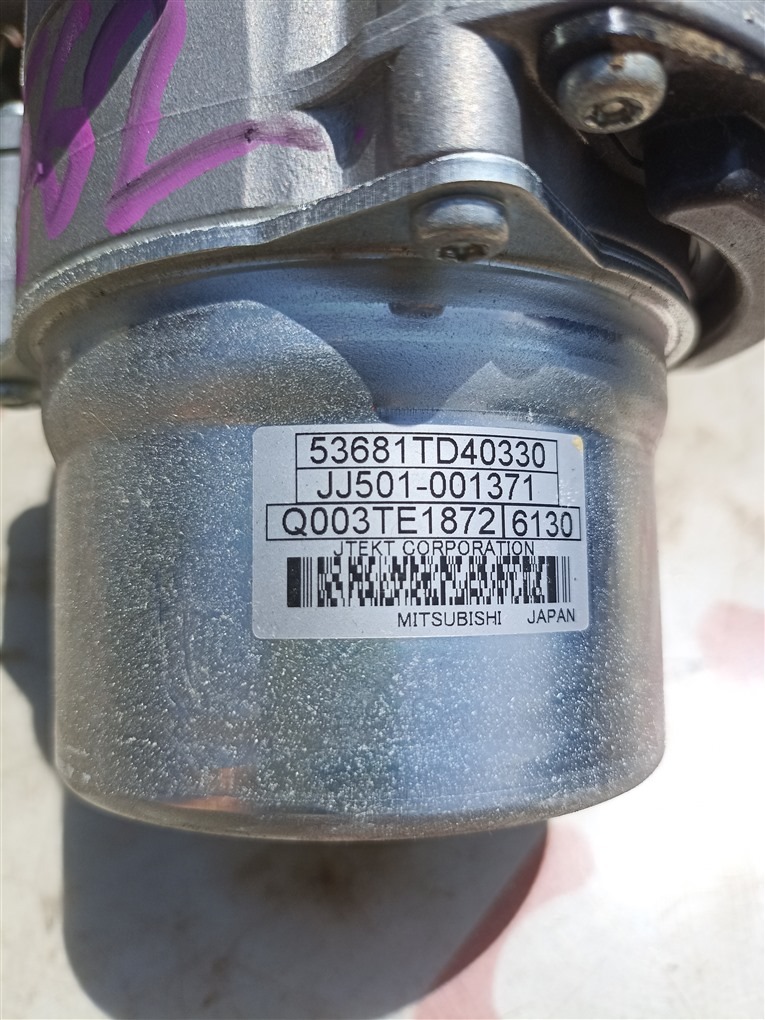 53681TD40330
JJ501-001371
Q003TE1872 6130
JTEKT CORPORATION
MITSUBISHI JAPAN